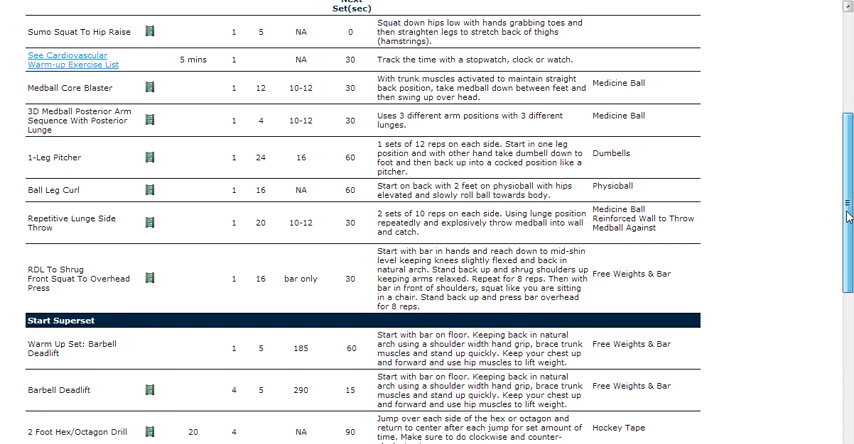 Next
Set(sec)
Sumo Squat To Hip Raise 1 5 NA 0 Squat down hips low with hands grabbing toes and
then straighten legs to stretch back of thighs
(hamstrings).
See Cardiovascular
Warm-up Exercise List 5 mins 1 NA 30 Track the time with a stopwatch, clock or watch.
Medball Core Blaster 1 12 10-12 30 With trunk muscles activated to maintain straight
back position, take medball down between feet and
then swing up over head. Medicine Ball
3D Medball Posterior Arm
Sequence With Posterior
Lunge 1 4 10-12 30 Uses 3 different arm positions with 3 different
lunges. Medicine Ball
1-Leg Pitcher 1 24 16 60 1 sets of 12 reps on each side. Start in one leg
position and with other hand take dumbell down to
foot and then back up into a cocked position like a
pitcher. Dumbells
Ball Leg Curl 1 16 NA 60 Start on back with 2 feet on physioball with hips
elevated and slowly roll ball towards body. Physioball
Repetitive Lunge Side
Throw 1 20 10-12 30 2 sets of 10 reps on each side. Using lunge position
repeatedly and explosively throw medball into wall
and catch. Medicine Ball
Reinforced Wall to Throw
Medball Against
RDL To Shrug
Front Squat To Overhead
Press 1 16 bar only 30 Start with bar in hands and reach down to mid-shin
level keeping knees slightly flexed and back in
natural arch. Stand back up and shrug shoulders up
keeping arms relaxed. Repeat for 8 reps. Then with
bar in front of shoulders, squat like you are sitting
in a chair. Stand back up and press bar overhead
for 8 reps. Free Weights & Bar
Start Superset
Warm Up Set: Barbell
Deadlift 1 5 185 60 Start with bar on floor. Keeping back in natural
arch using a shoulder width hand grip, brace trunk
muscles and stand up quickly. Keep your chest up
and forward and use hip muscles to lift weight. Free Weights & Bar
Barbell Deadlift 4 5 290 15 Start with bar on floor. Keeping back in natural
arch using a shoulder width hand grip, brace trunk
muscles and stand up quickly. Keep your chest up
and forward and use hip muscles to lift weight. Free Weights & Bar
2 Foot Hex/Octagon Drill 20 4 NA 90 Jump over each side of the hex or octagon and
return to center after each jump for set amount of
time. Make sure to do clockwise and counter- Hockey Tape